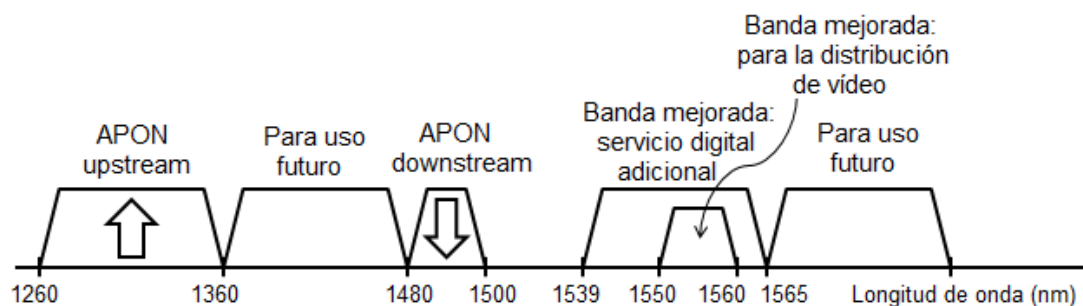 Banda mejorada:
para la distribución
de vídeo
Banda mejorada:
servicio digital
adicional
APON
upstream
Para uso
futuro
APON
downstream
Para uso
futuro
1260
1360
1480
1500
1539
1550
1560
1565
Longitud de onda (nm)